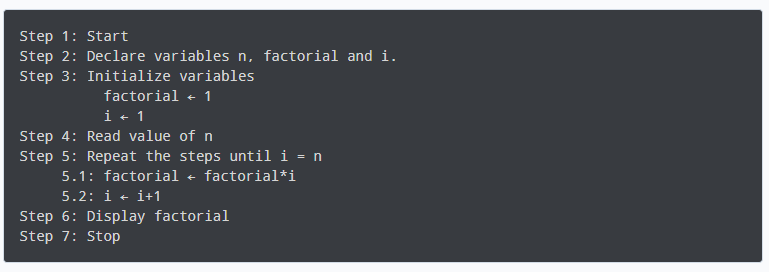 Step 1: Start
Step 2: Declare variables n, factorial and i.
Step 3: Initialize variables
          factorial ← 1
          i ← 1
Step 4: Read value of n
Step 5: Repeat the steps until i = n
     5.1: factorial ← factorial*i
     5.2: i ← i+1
Step 6: Display factorial
Step 7: Stop